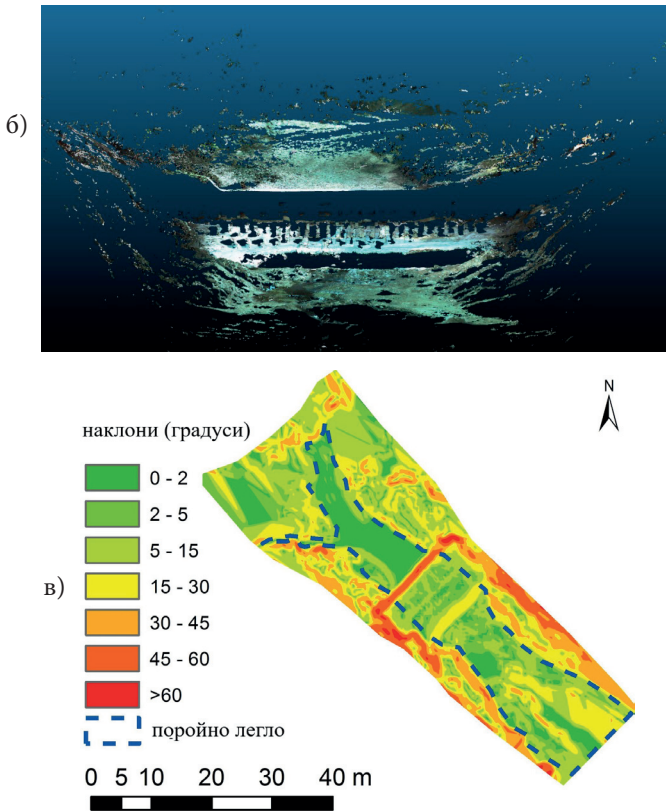 б)
N
наклони (градуси)
0 - 2
2 - 5
5 - 15
в)
15 - 30
30 - 45
45 - 60
>60
поройно легло
0 5 10 20 30 40 m